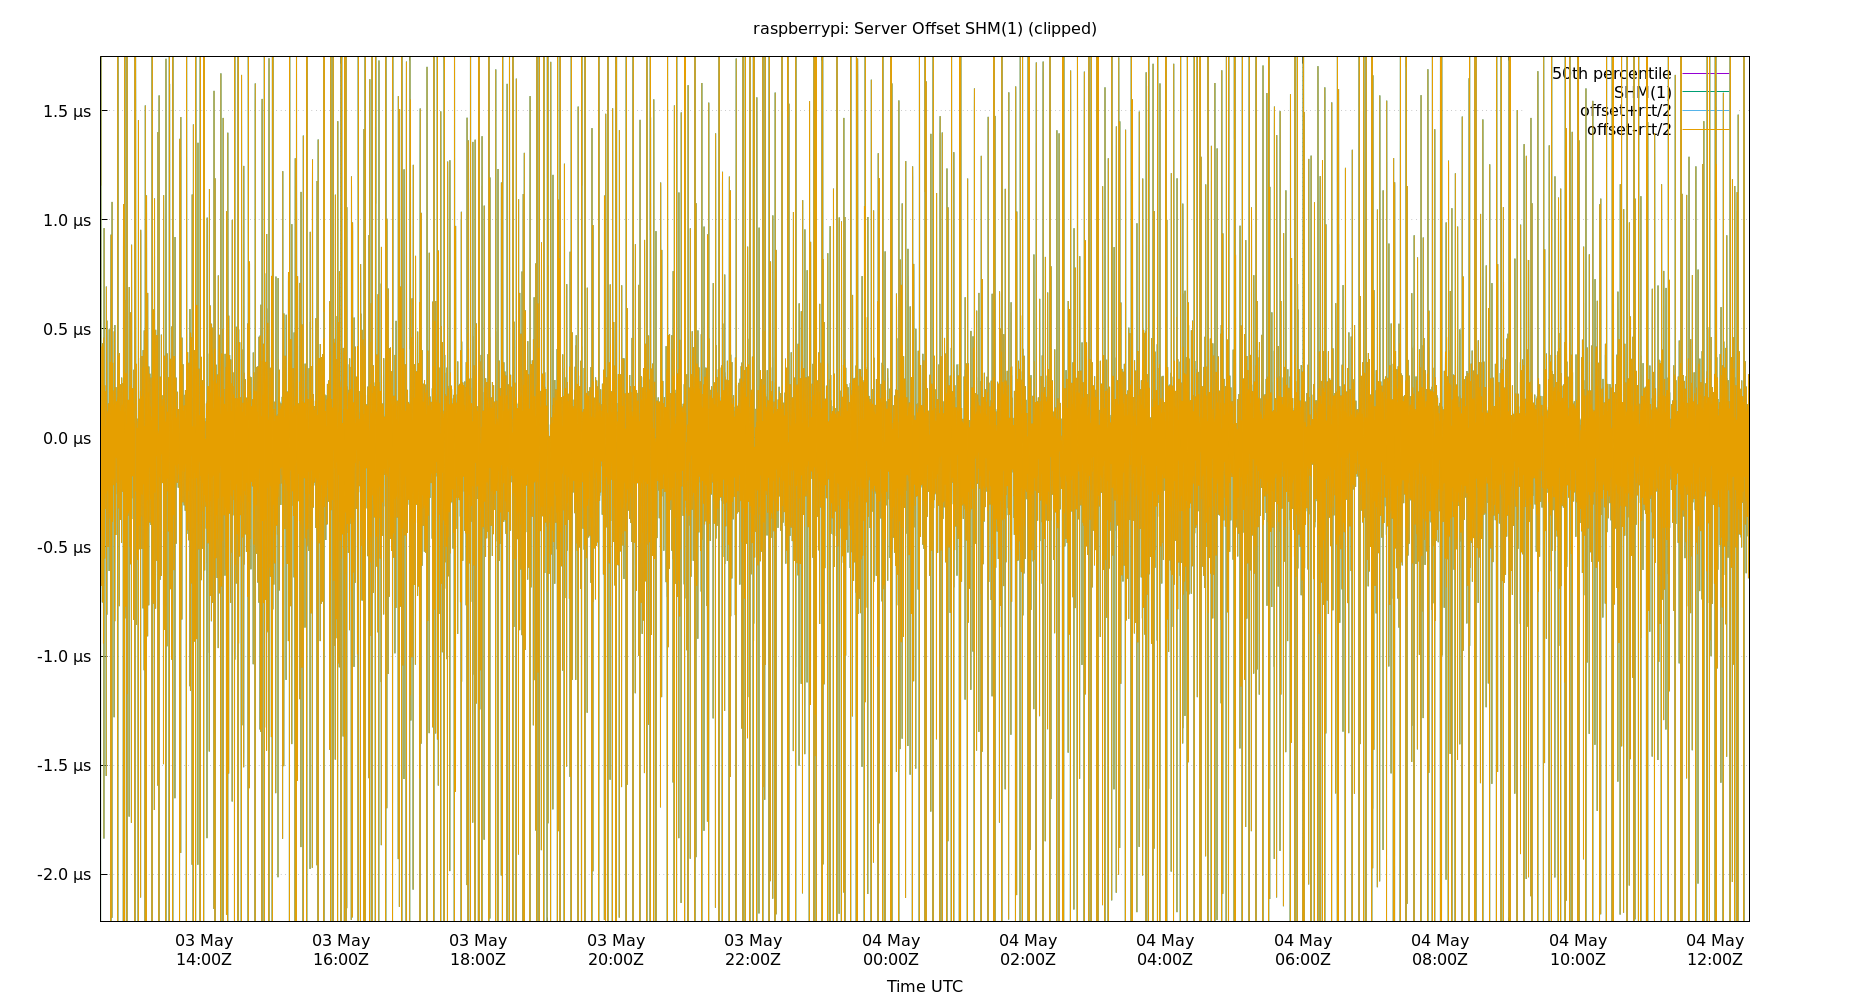 raspberrypi: Server Offset SHM(1) (clipped)
50th percentile
SHM(1)
offset+rtt/2
offset-rtt/2
1.5 µs
1.0 µs
0.5 µs
0.0 µs
-0.5 µs
-1.0 µs
-1.5 µs
-2.0 µs
03 May 03 May 03 May 03 May 03 May 04 May 04 May 04 May 04 May 04 May 04 May 04 May
14:00Z 16:00Z 18:00Z 20:00Z 22:00Z 00:00Z 02:00Z 04:00Z 06:00Z 08:00Z 10:00Z 12:00Z
Time UTC